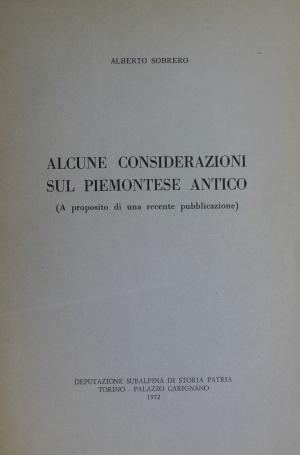 ALBERTO SOBRERO
ALCUNE CONSIDERAZIONI
SUL PIEMONTESE ANTICO
(A proposito di una recente pubblicazione)
DEPUTAZIONE SUBALPINA DI STORIA PATRIA
TORINO - PALAZZO CARIGNANO
1972